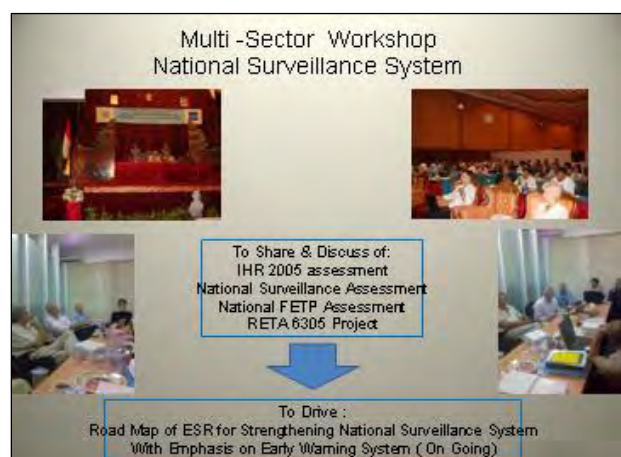 Multi -Sector Workshop
National Surveillance System
To Share & Discuss of:
IHR 2005 assessment
National Surveillance Assessment
National FETP Assessment
RETA 6305 Project
To Drive :
Road Map of ESR for Strengthening National Surveillance System
With Emphasis on Early Warning System ( On Going)